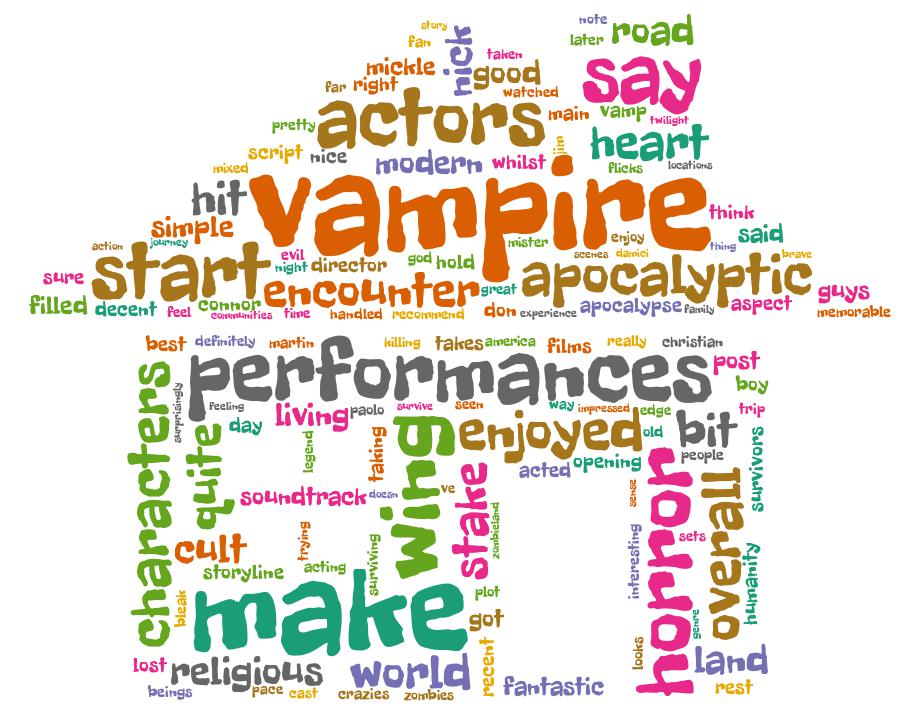 story
note
fan
nick
later
road
taken
mickle
good
say
far
right
watched
actors
main
vamp
twilight
pretty
jim
heart
script
nice
modern
whilst
flicks
locations
mixed
hit
vampire
think
simple
said
action
journey
mister
enjoy
thing
start
evil
god
hold
scenes
damici
brave
sure
night
director
apocalyptic
encounter
great
guys
filled
decent
feel
connor
communities
time
handled
recommend
don
experience
apocalypse
family
aspect
memorable
best
definitely
martin
killing
takes
america
films
really
christian
performances
post
boy
characters
surprisingly
feeling
living
paolo
survive
seen
way
impressed
edge
trip
day
quite
legend
taking
wing
enjoyed
old
bit
people
survivors
acted
opening
stake
horror
overall
sense
soundtrack
doesn
ve
zombieland
interesting
sets
cult
trying
surviving
storyline
acting
humanity
bleak
make
plot
got
genre
looks
lost
religious
world
recent
fantastic
land
rest
beings
pace
cast
crazies
zombies